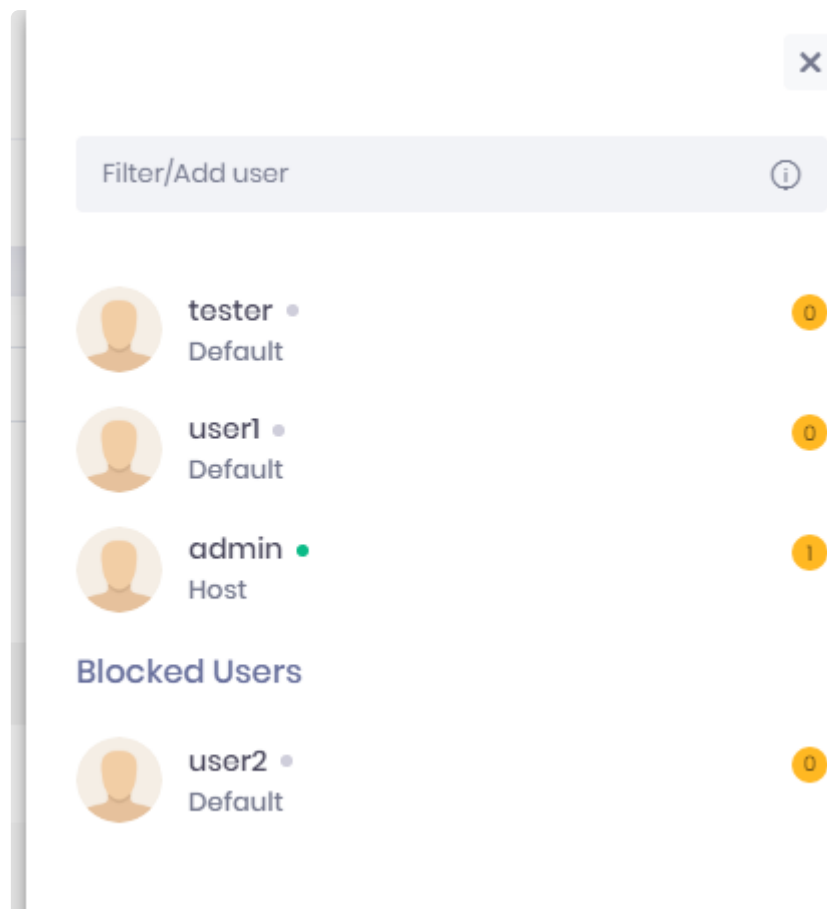 Filter/Add user
tester
0
Default
user1
0
Default
admin
1
Host
Blocked Users
user2
0
Default